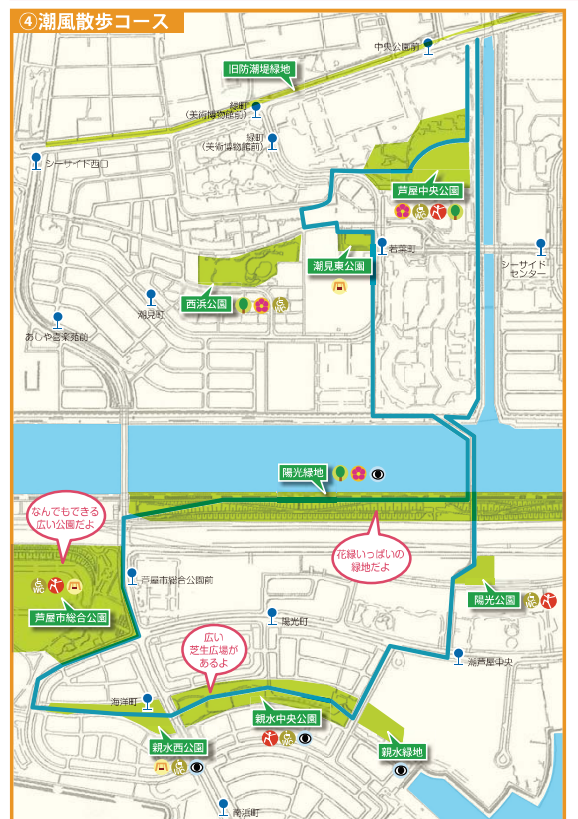 ④潮風散歩コース
中央公園前
旧防潮堤緑地
緑町
(美術博物館前)
緑町
(美術博物館前)
シーサイド西口
芦屋中央公園
WC
若葉町
潮見東公園
シーサイド
センター
西浜公園
WC
潮見町
あしや喜楽苑前
陽光緑地
なんでもできる
広い公園だよ
花緑いっぱいの
緑地だよ
芦屋市総合公園前
WC
陽光公園
WC
芦屋市総合公園
陽光町
広い
芝生広場が
あるよ
潮芦屋中央
海洋町
親水中央公園
WC
親水西公園
WC
親水緑地
南浜町